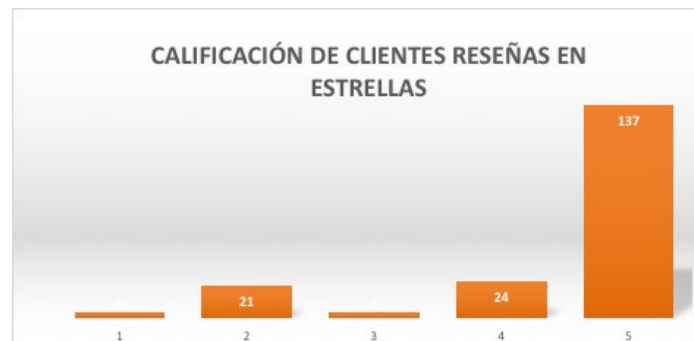 CALIFICACIÓN DE CLIENTES RESEÑAS EN
ESTRELLAS
137
21
24
1 2 3 4 5